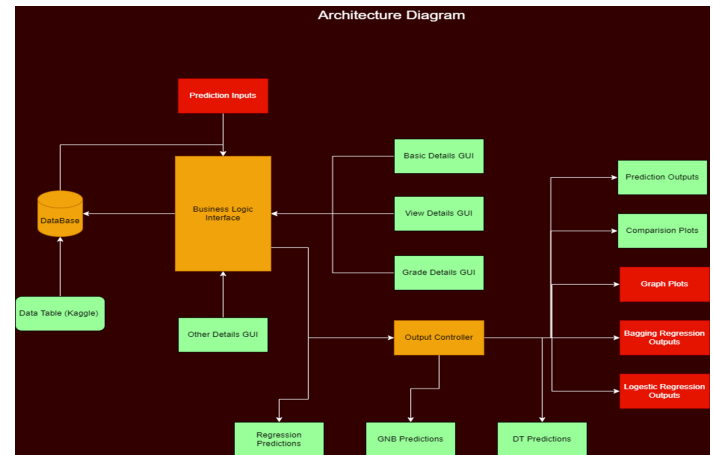 Architecture Diagram
Prediction Inputs
Basic Details GUI
Prediction Outputs
DataBase
Business Logic
Interface
View Details GUI
Comparision Plots
Grade Details GUI
Graph Plots
Data Table (Kaggle)
Other Details GUI
Output Controller
Bagging Regression
Outputs
Logestic Regression
Outputs
Regression
Predictions
GNB Predictions
DT Predictions